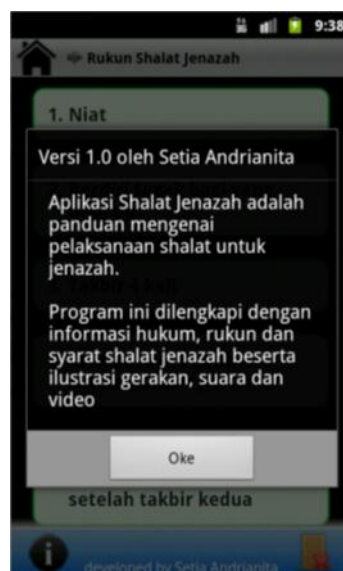 3G
9:38
Rukun Shalat Jenazah
1. Niat
Versi 1.0 oleh Setia Andrianita
Aplikasi Shalat Jenazah adalah
panduan mengenai
pelaksanaan shalat untuk
jenazah.
Program ini dilengkapi dengan
informasi hukum, rukun dan
syarat shalat jenazah beserta
ilustrasi gerakan, suara dan
video
Oke
setelah takbir kedua
developed by Setia Andrianita